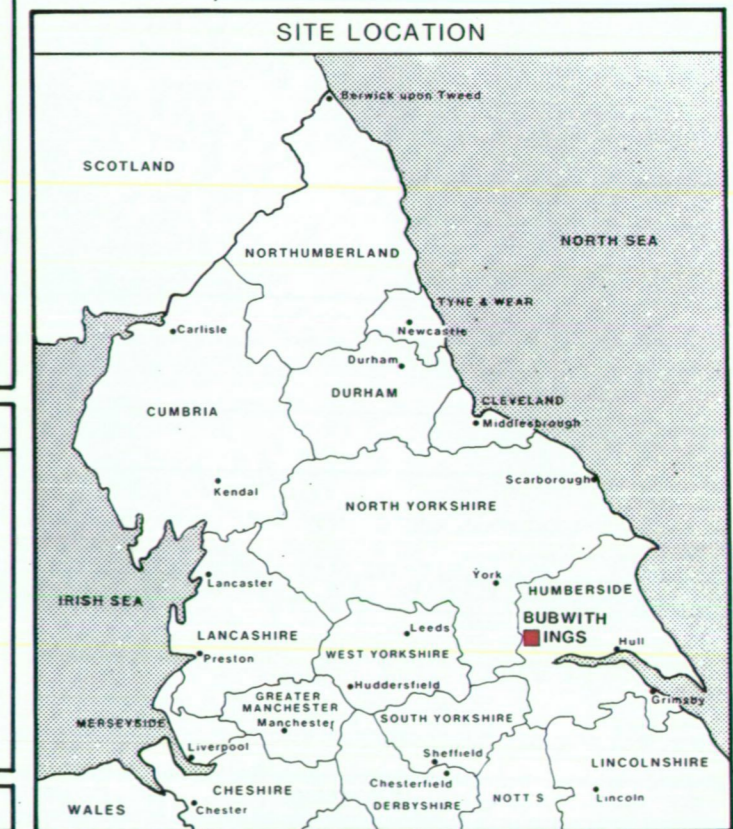 SITE LOCATION
Berwick upon Tweed
SCOTLAND
NORTH SEA
NORTHUMBERLAND
TYNE & WEAR
Carlisle
Newcastle
Durham
DURHAM
CLEVELAND
CUMBRIA
Middlesbrough
Scarborough
Kendal
NORTH YORKSHIRE
York
Lancaster
HUMBERSIDE
IRISH SEA
BUBWITH
INGS
Leeds
LANCASHIRE
Hull
WEST YORKSHIRE
Preston
Huddersfield
GREATER
MANCHESTER
Grimsby
SOUTH YORKSHIRE
MERSEYSIDE
Manchester
Liverpool
Sheffield
LINCOLNSHIRE
CHESHIRE
Chesterfield
NOTT S
Lincoln
WALES
Chester
DERBYSHIRE